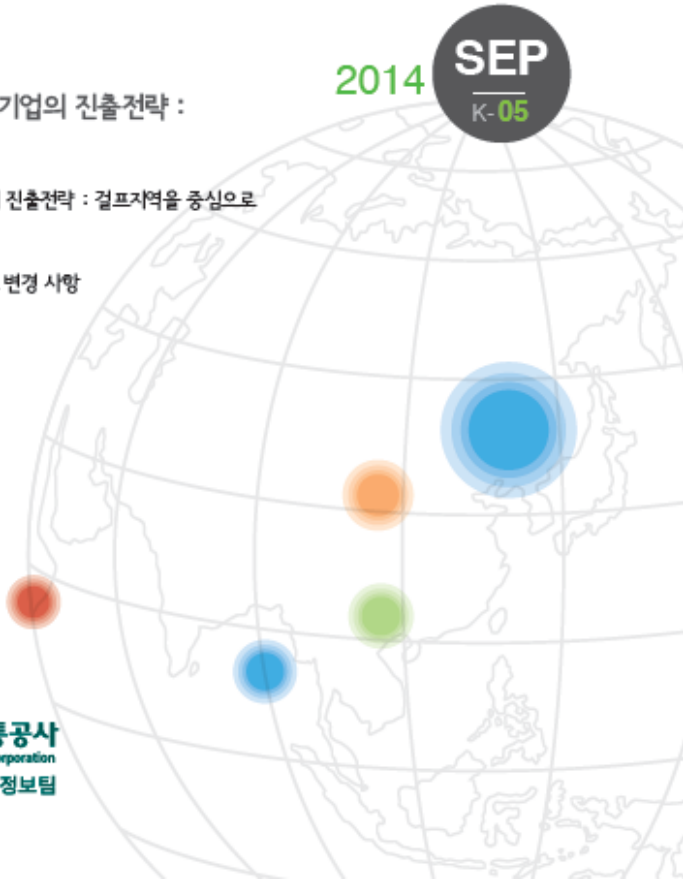 2014
SEP
K-05
기업의 진출전략 :
진출전략 : 걸프지역을 중심으로
변경 사항
통공사
rporation
정보팀